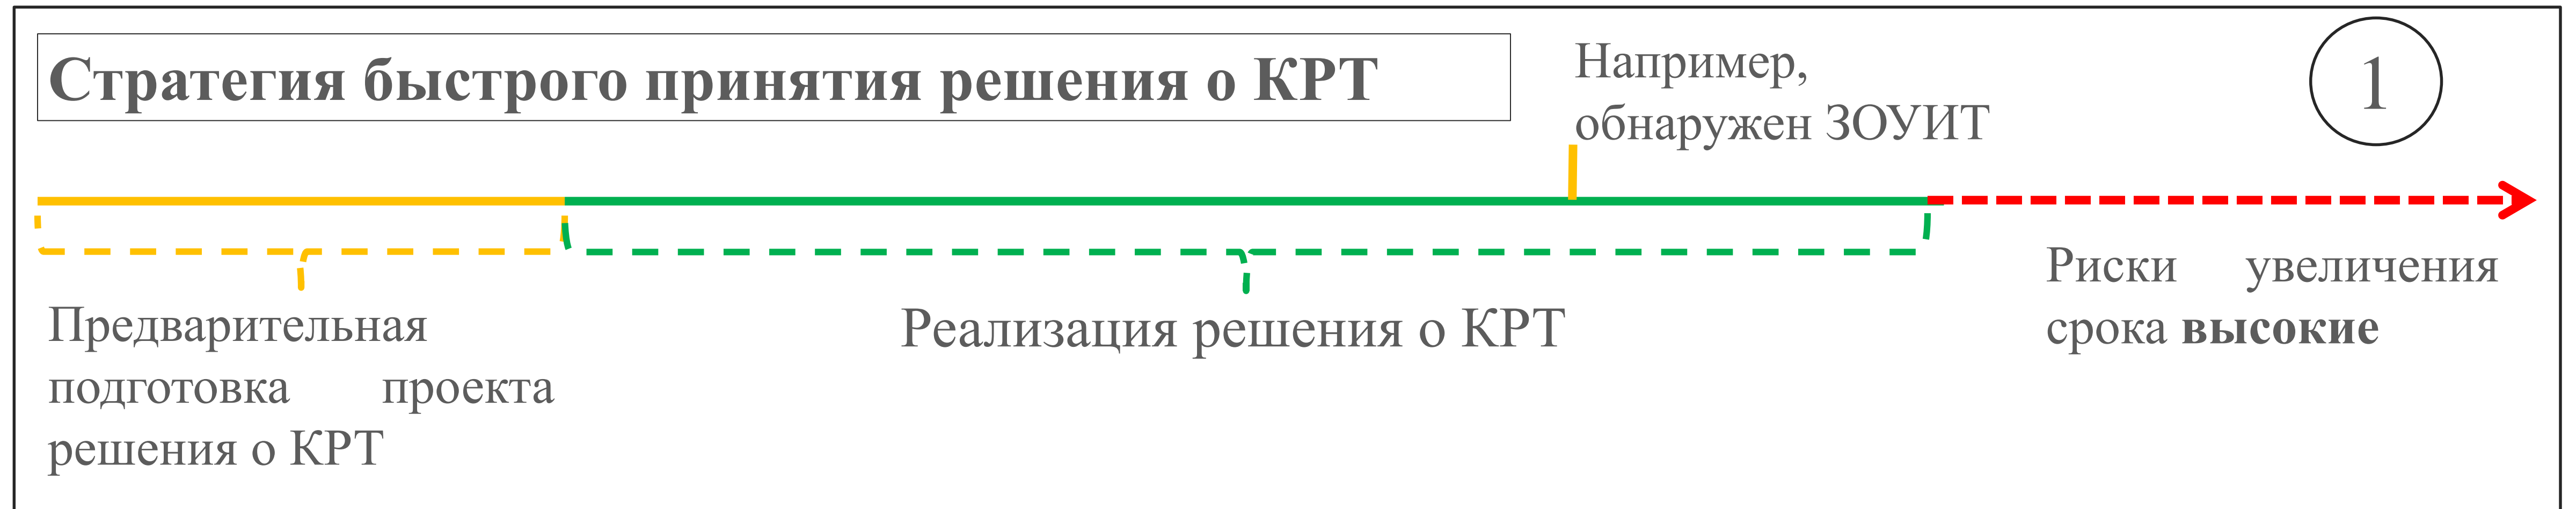 Стратегия быстрого принятия решения о КРТ
Например,
обнаружен ЗОУИТ
1
Предварительная
подготовка проекта
решения о КРТ
Реализация решения о КРТ
Риски увеличения
срока высокие